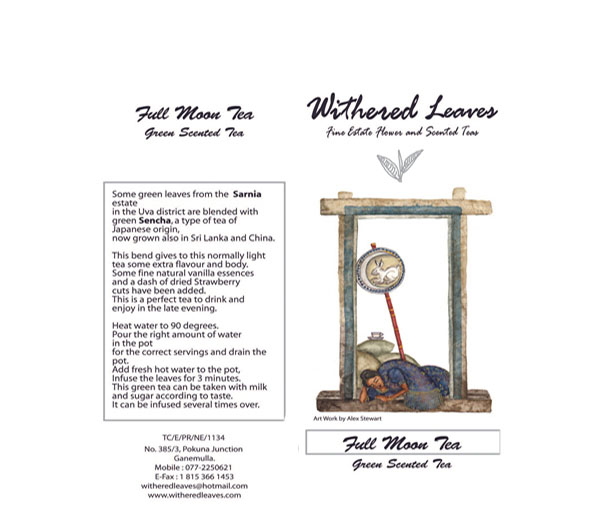 Full Moon Tea
Green Scented Tea
Some green leaves from the Sarnia
estate
in the Uva district are blended with
green Sencha, a type of tea of
Japanese origin,
now grown also in Sri Lanka and China.
This bend gives to this normally light
tea some extra flavour and body.
Some fine natural vanilla essences
and a dash of dried Strawberry
cuts have been added.
This is a perfect tea to drink and
enjoy in the late evening.
Heat water to 90 degrees.
Pour the right amount of water
in the pot
for the correct servings and drain the
pot.
Add fresh hot water to the pot,
Infuse the leaves for 3 minutes.
This green tea can be taken with milk
and sugar according to taste.
It can be infused several times over.
TC/E/PR/NE/1134
No. 385/3, Pokuna Junction
Ganemulla.
Mobile : 077-2250621
E-Fax : 1 815 366 1453
witheredleaves@hotmail.com
www.witheredleaves.com
Withered Leaves
Fine Estate Flower and Scented Teas
Art Work by Alex Stewart
Full Moon Tea
Green Scented Tea